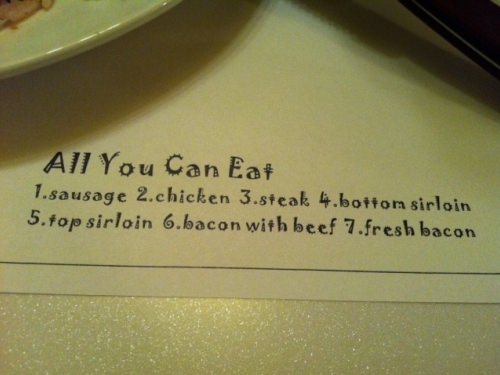 All You Can Eat
1.sausage 2.chicken 3.steak 4.bottom sirloin
5.top sirloin 6.bacon with beef 7.fresh bacon